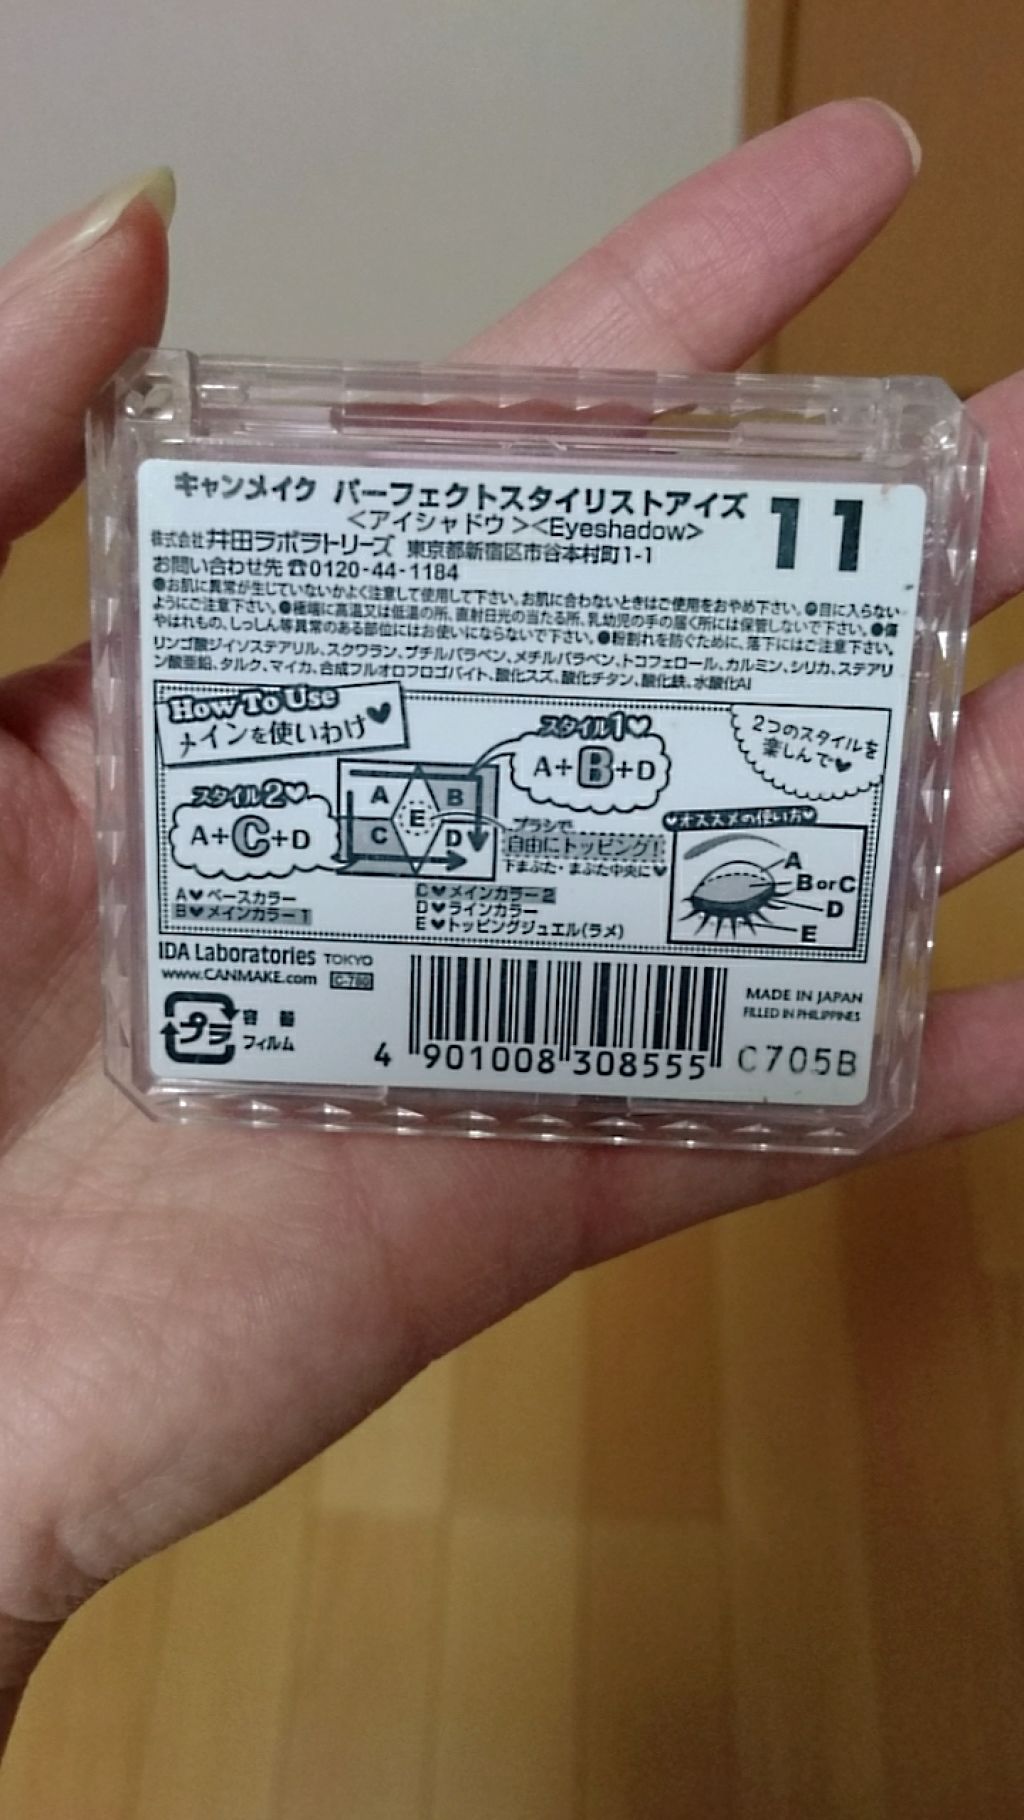 キャンメイク パーフェクトスタイリストアイズ 11
<アイシャドウ><Eyeshadow>
株式会社 井田ラボラトリーズ 東京都新宿区市谷本村町1-1
お問い合わせ先 ☎0120-44-1184
●お肌に異常が生じていないかよく注意して使用して下さい。お肌に合わないときはご使用をおやめ下さい。●目に入らない
ようにご注意下さい。●極端に高温又は低温の所、直射日光の当たる所、乳幼児の手の届く所には保管しないで下さい。●傷
やはれもの、しっしん等異常のある部位にはお使いにならないで下さい。●粉割れを防ぐために、落下にはご注意下さい。
リンゴ酸ジイソステアリル、スクワラン、ブチルパラベン、メチルパラベン、トコフェロール、カルミン、シリカ、ステアリ
ン酸亜鉛、タルク、マイカ、合成フルオロフロゴパイト、酸化スズ、酸化チタン、酸化鉄、水酸化Al
How To Use
メインを使いわけ♥
スタイル1♥
A+B+D
2つのスタイルを
楽しんで♥
スタイル2♥
A+C+D
A
B
E
C
D
ブラシで
自由にトッピング!
下まぶた・まぶた中央に♥
♥オススメの使い方♥
A
B or C
D
E
A♥ベースカラー
B♥メインカラー1
C♥メインカラー2
D♥ラインカラー
E♥トッピングジュエル(ラメ)
IDA Laboratories TOKYO
www.CANMAKE.com C-780
プラ
容器
フィルム
4 901008 308555
MADE IN JAPAN
FILLED IN PHILIPPINES
C705B